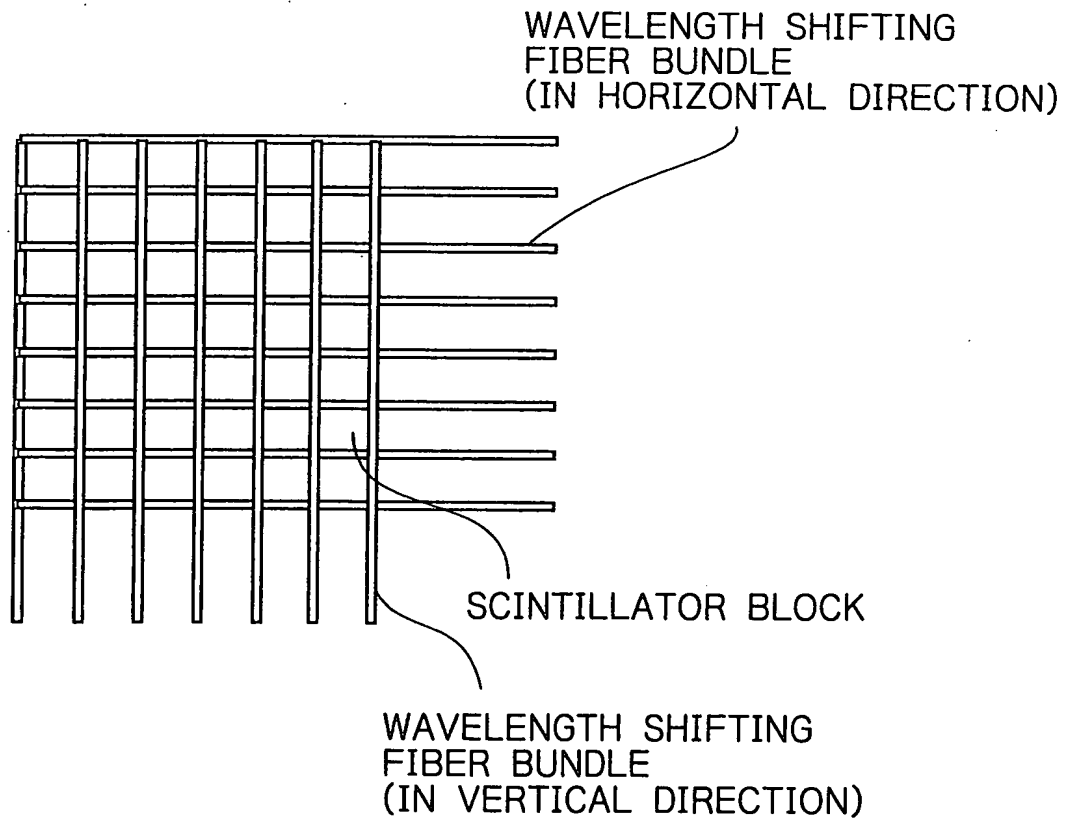 WAVELENGTH SHIFTING
FIBER BUNDLE
(IN HORIZONTAL DIRECTION)
SCINTILLATOR BLOCK
WAVELENGTH SHIFTING
FIBER BUNDLE
(IN VERTICAL DIRECTION)